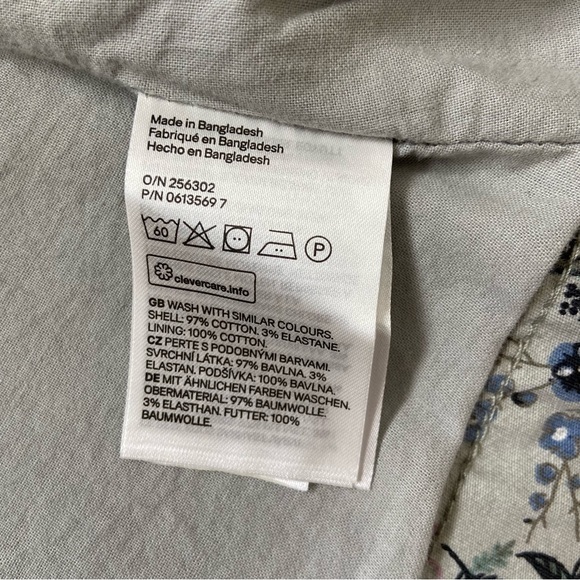 Made in Bangladesh
Fabriqué en Bangladesh
Hecho en Bangladesh
O/N 256302
P/N 0613569 7
60 P
clevercare.info
GB WASH WITH SIMILAR COLOURS.
SHELL: 97% COTTON. 3% ELASTANE.
LINING: 100% COTTON.
CZ PERTE S PODOBNÝMI BARVAMI.
SVRCHNÍ LÁTKA: 97% BAVLNA. 3%
ELASTAN. PODŠÍVKA: 100% BAVLNA.
DE MIT ÄHNLICHEN FARBEN WASCHEN.
OBERMATERIAL: 97% BAUMWOLLE.
3% ELASTHAN. FUTTER: 100%
BAUMWOLLE.